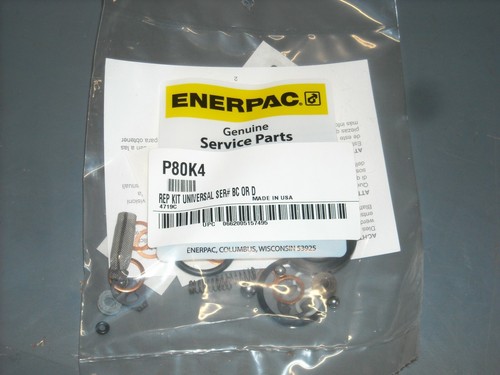 ENERPAC.
Genuine
Service Parts
P80K4
REP KIT UNIVERSAL SER# BC OR D
4719C
MADE IN USA
UPC 0662005157495
ENERPAC, COLUMBUS, WISCONSIN 53925